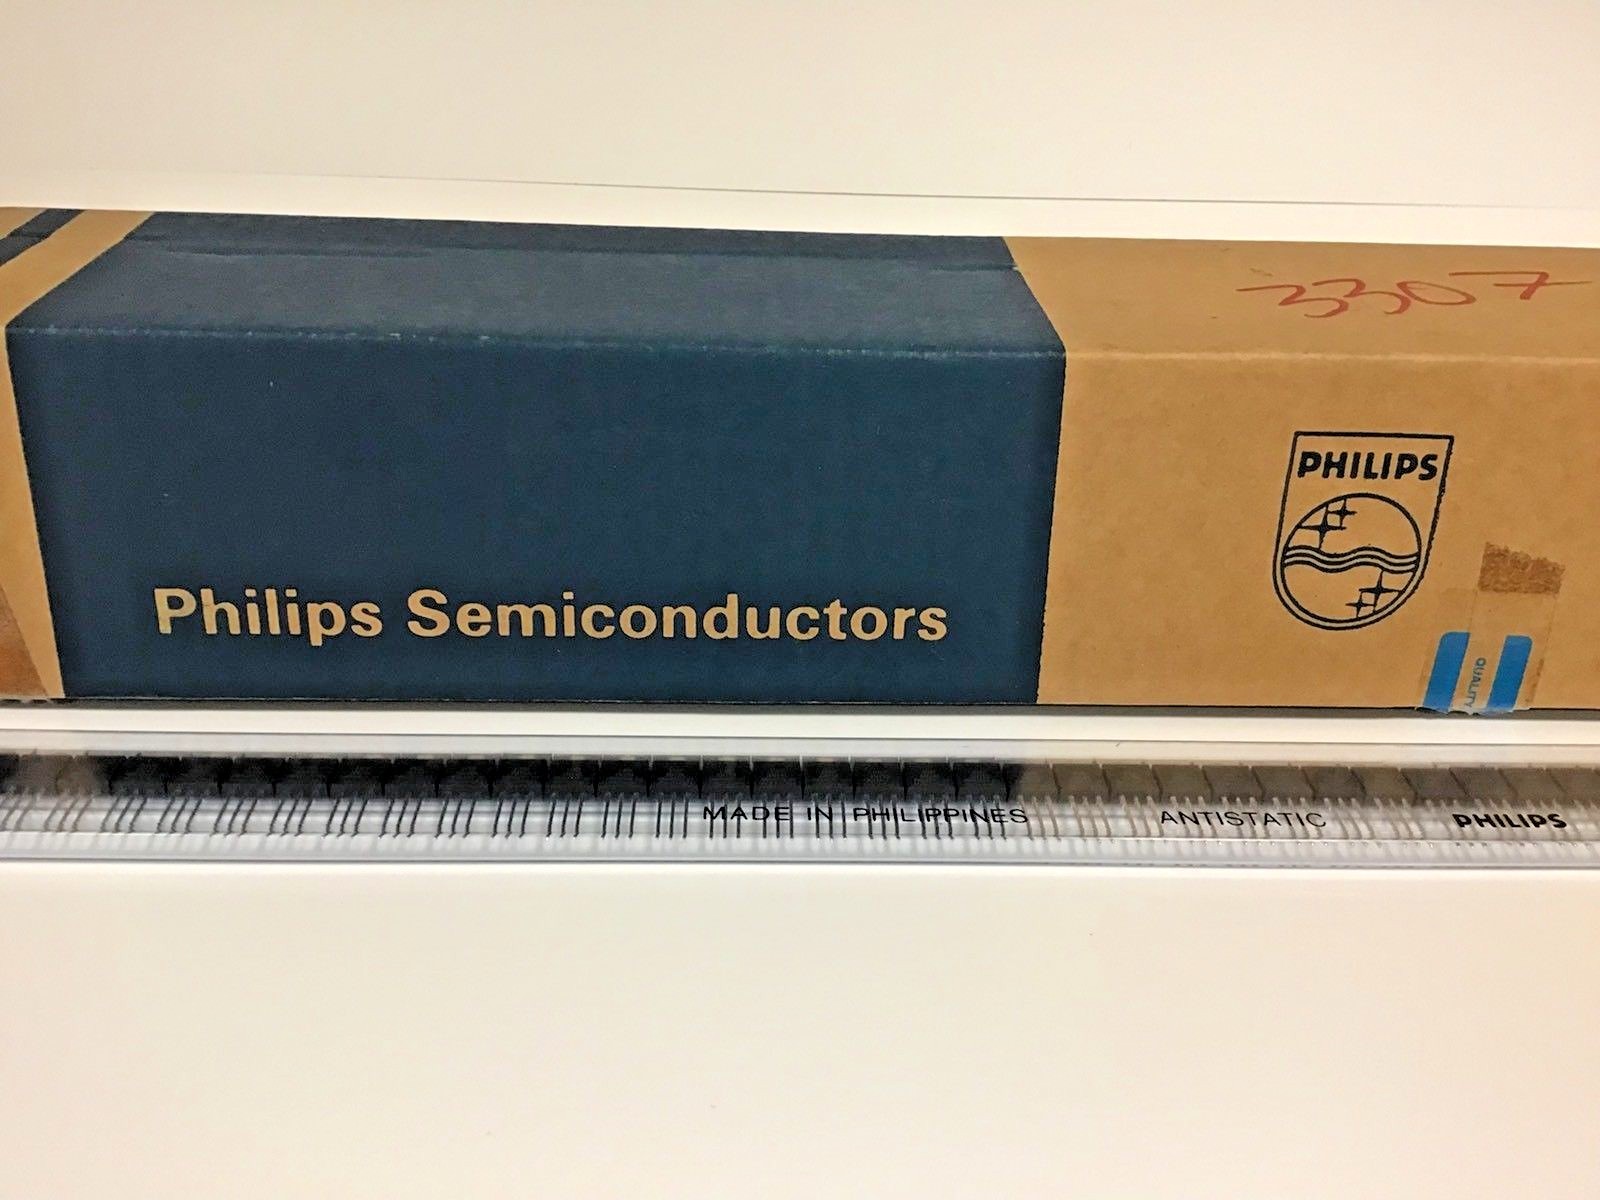 3307
PHILIPS
Philips Semiconductors
QUALITY
MADE IN PHILIPPINES ANTISTATIC PHILIPS